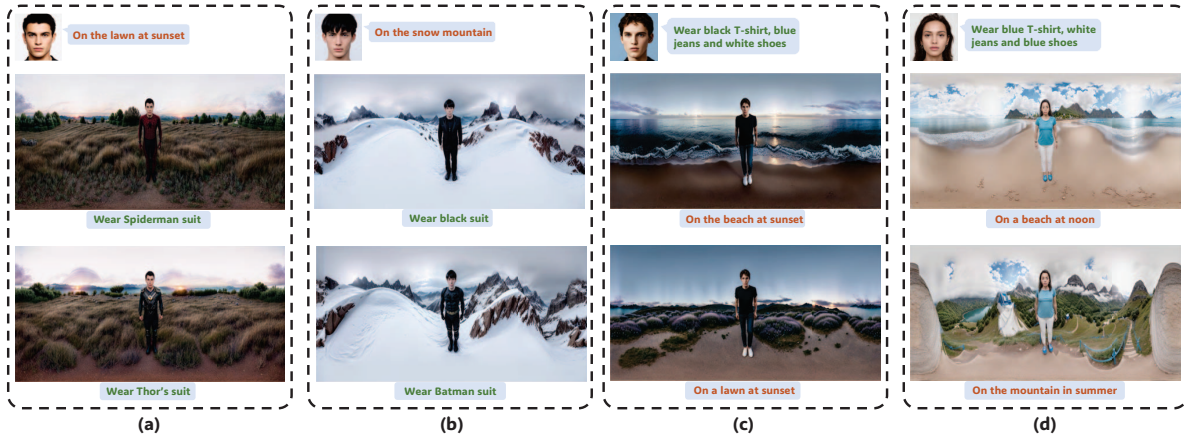 On the lawn at sunset
Wear Spiderman suit
Wear Thor's suit
(a)
On the snow mountain
Wear black suit
Wear Batman suit
(b)
Wear black T-shirt, blue
jeans and white shoes
On the beach at sunset
On a lawn at sunset
(c)
Wear blue T-shirt, white
jeans and blue shoes
On a beach at noon
On the mountain in summer
(d)